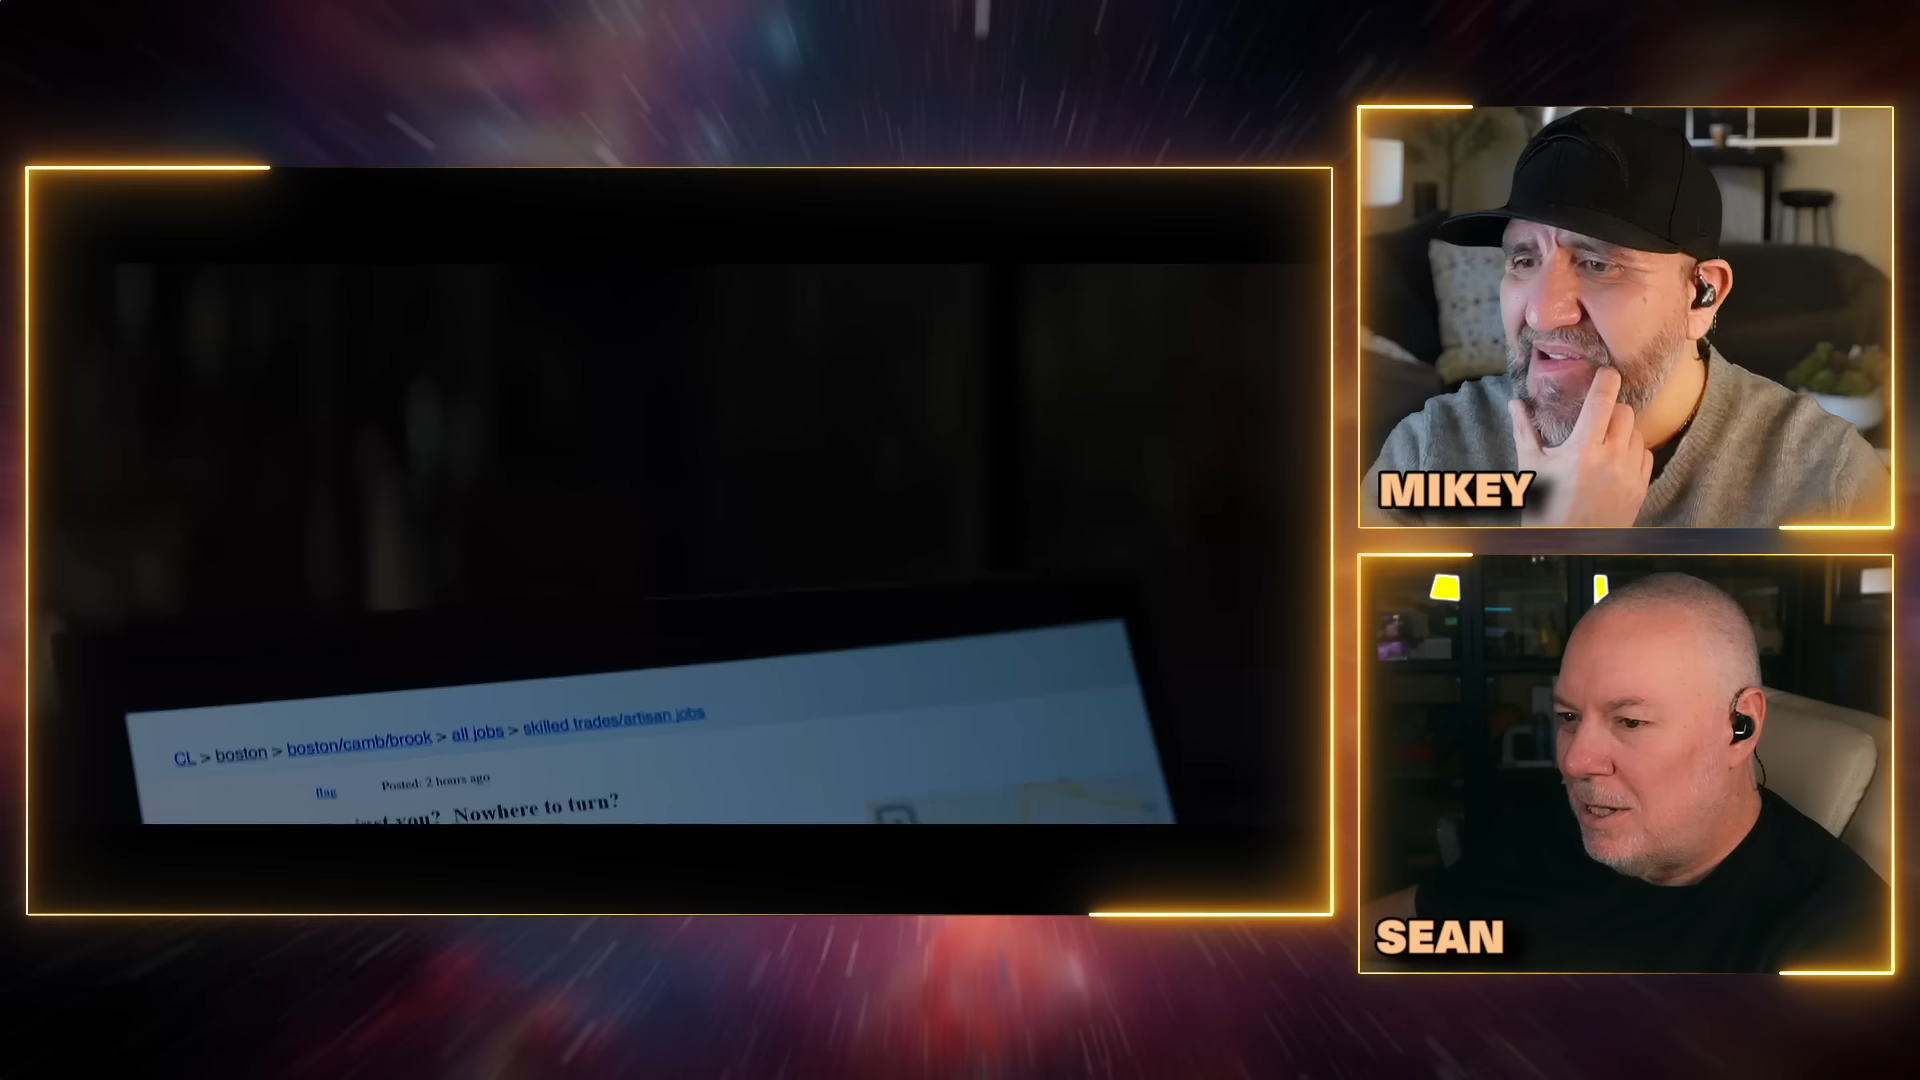 CL > boston > boston/camb/brook > all jobs > skilled trades/artisan jobs
flag Posted: 2 hours ago
you? Nowhere to turn?
MIKEY
SEAN